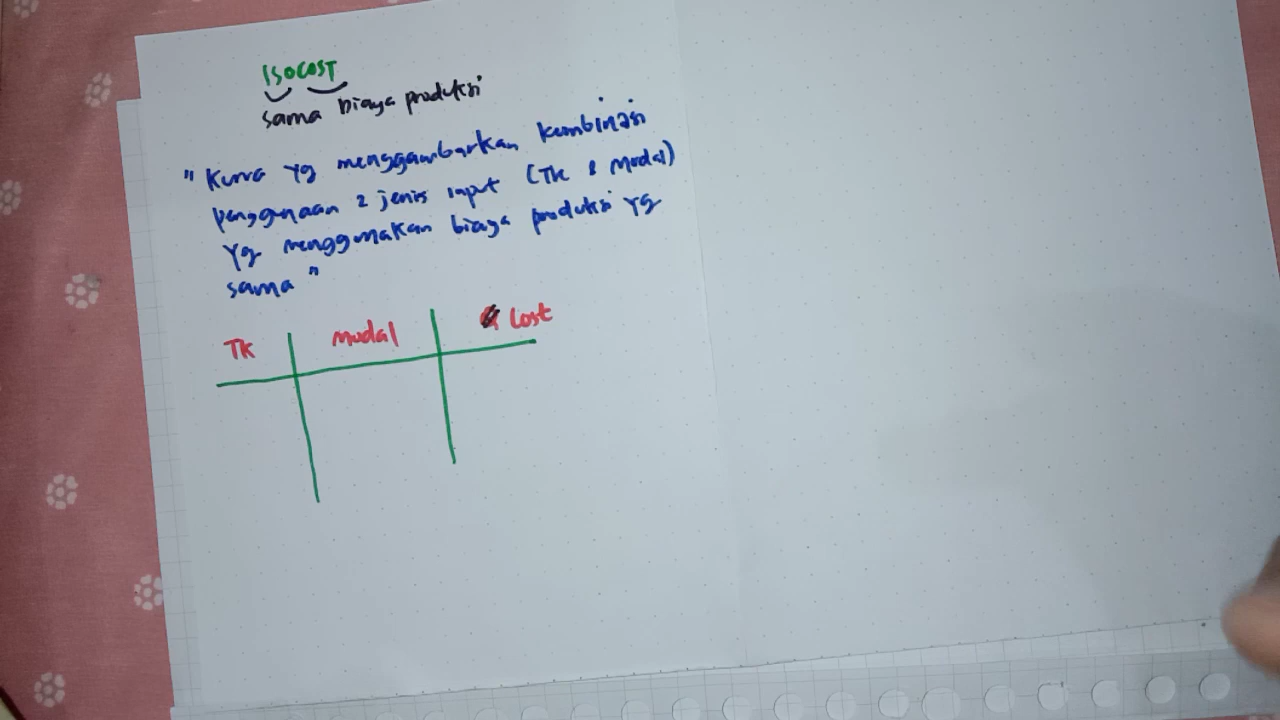 Isocost
sama biaya produksi
" Kurva yg menggambarkan kombinasi
penggunaan 2 jenis input (Tk & Modal)
yg menggunakan biaya produksi yg
sama "
Tk Modal Cost